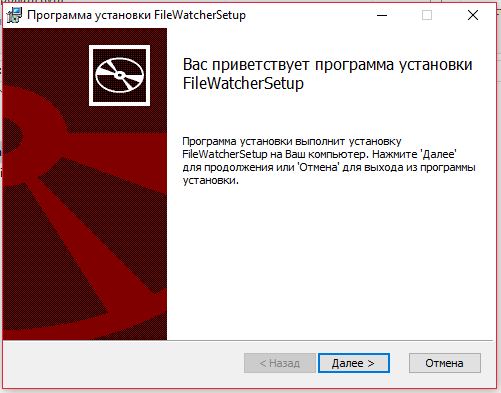 Программа установки FileWatcherSetup
Вас приветствует программа установки
FileWatcherSetup
Программа установки выполнит установку
FileWatcherSetup на Ваш компьютер. Нажмите 'Далее'
для продолжения или 'Отмена' для выхода из программы
установки.
< Назад
Далее >
Отмена